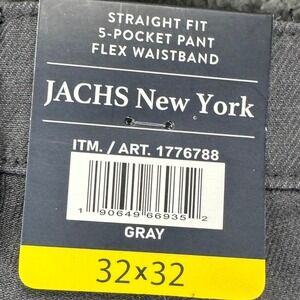 STRAIGHT FIT
5-POCKET PANT
FLEX WAISTBAND
JACHS New York
ITM. / ART. 1776788
1 90649 66935 2
GRAY
32x32